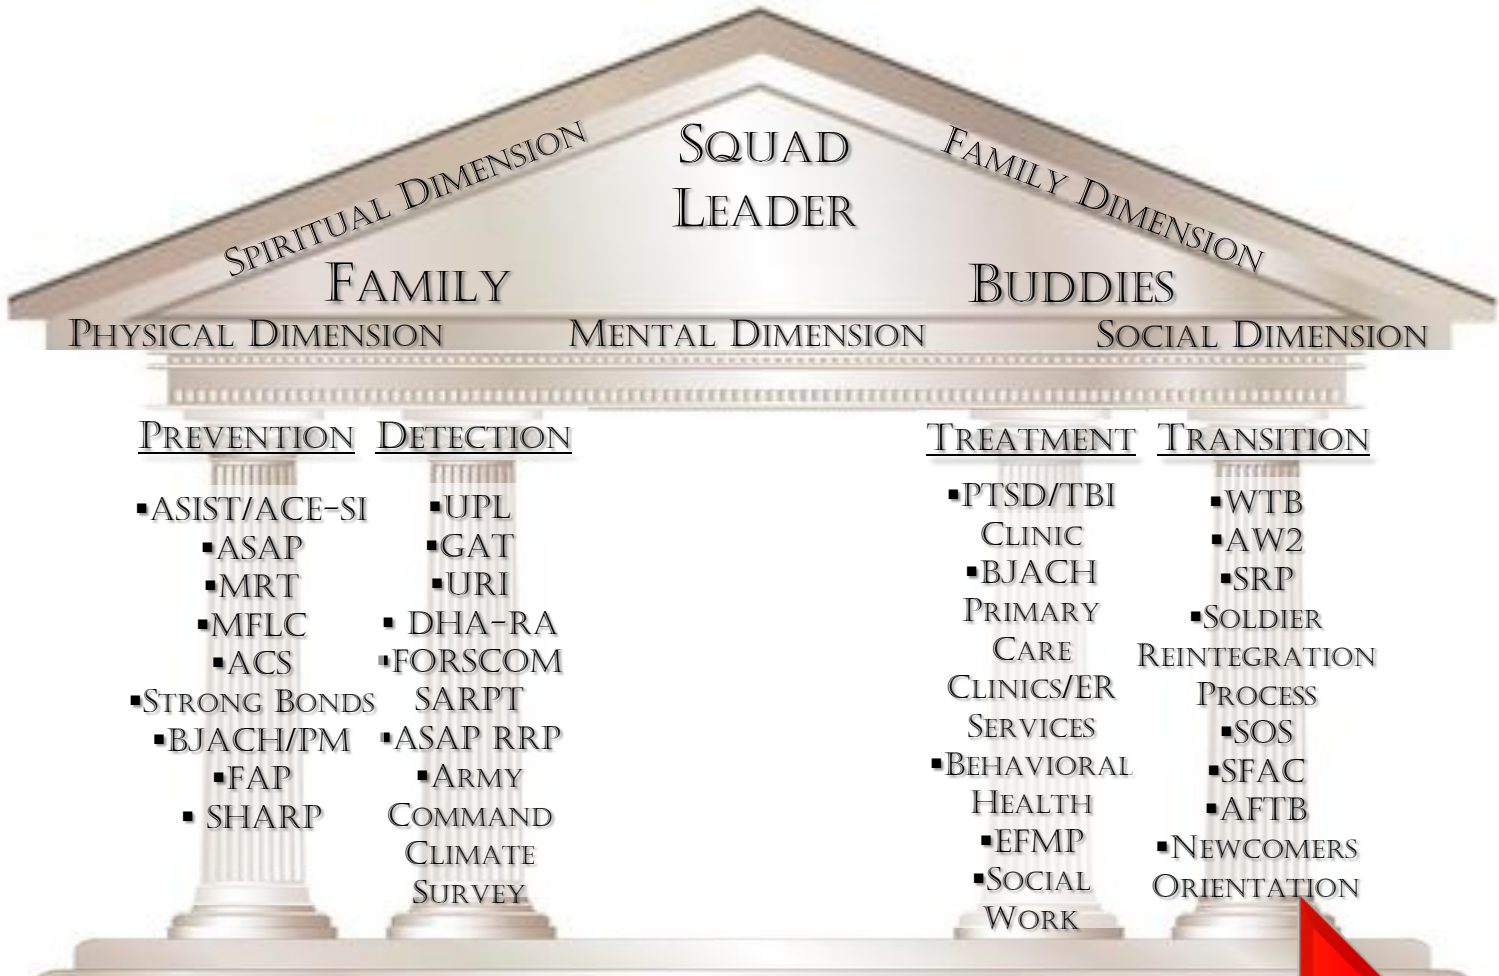 Squad
Leader
Spiritual Dimension
Family Dimension
Family
Buddies
Physical Dimension
Mental Dimension
Social Dimension
Prevention
▪ASIST/ACE-SI
▪ASAP
▪MRT
▪MFLC
▪ACS
▪Strong Bonds
▪BJACH/PM
▪FAP
▪ SHARP
Detection
▪UPL
▪GAT
▪URI
▪ DHA-RA
▪FORSCOM
SARPT
▪ASAP RRP
▪Army
Command
Climate
Survey
Treatment
▪PTSD/TBI
Clinic
▪BJACH
Primary
Care
Clinics/ER
Services
▪Behavioral
Health
▪EFMP
▪Social
Work
Transition
▪WTB
▪AW2
▪SRP
▪Soldier
Reintegration
Process
▪SOS
▪SFAC
▪AFTB
▪Newcomers
Orientation